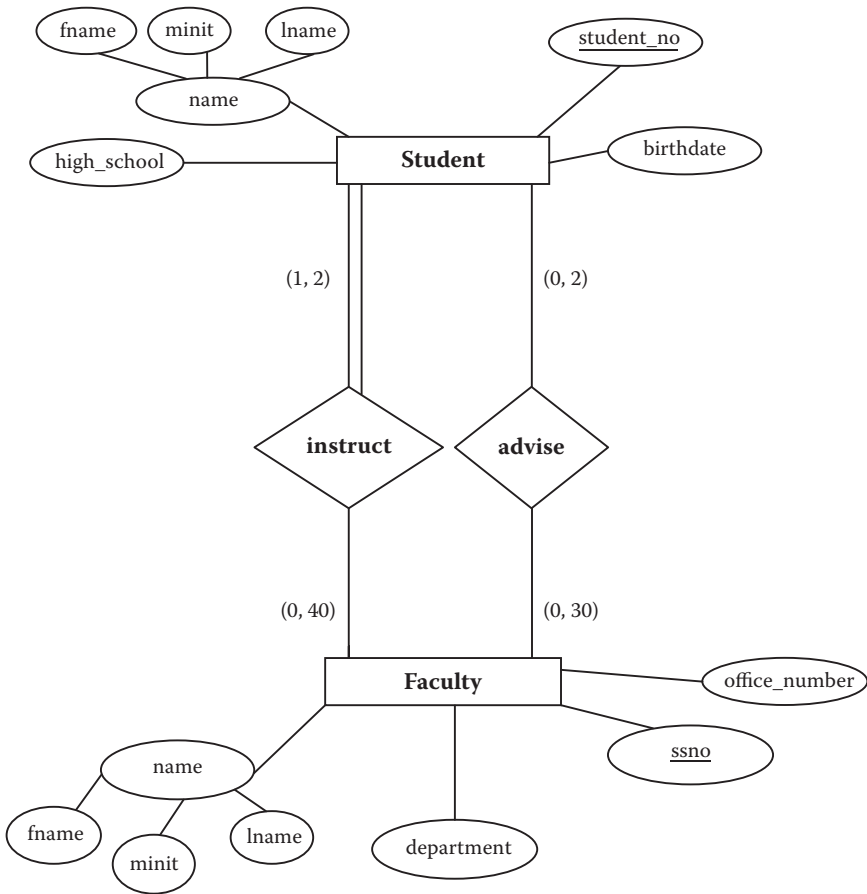 fname
minit
lname
student_no
name
high_school
Student
birthdate
(1, 2)
(0, 2)
instruct
advise
(0, 40)
(0, 30)
Faculty
office_number
name
ssno
fname
minit
lname
department